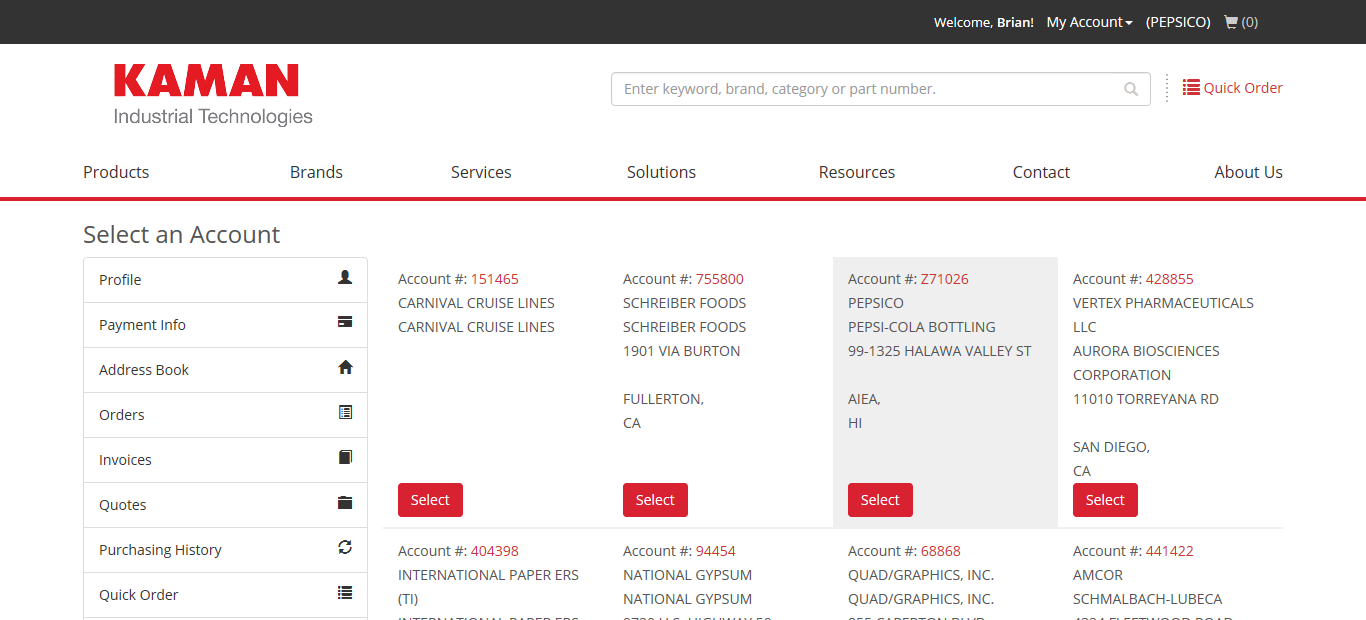 Welcome, Brian! My Account (PEPSICO) (0)
KAMAN
Industrial Technologies
Enter keyword, brand, category or part number.
Quick Order
Products Brands Services Solutions Resources Contact About Us
Select an Account
Profile
Payment Info
Address Book
Orders
Invoices
Quotes
Purchasing History
Quick Order
Account #: 151465
CARNIVAL CRUISE LINES
CARNIVAL CRUISE LINES
Select
Account #: 755800
SCHREIBER FOODS
SCHREIBER FOODS
1901 VIA BURTON
FULLERTON,
CA
Select
Account #: Z71026
PEPSICO
PEPSI-COLA BOTTLING
99-1325 HALAWA VALLEY ST
AIEA,
HI
Select
Account #: 428855
VERTEX PHARMACEUTICALS
LLC
AURORA BIOSCIENCES
CORPORATION
11010 TORREYANA RD
SAN DIEGO,
CA
Select
Account #: 404398
INTERNATIONAL PAPER ERS
(TI)
INTERNATIONAL PAPER ERS
Account #: 94454
NATIONAL GYPSUM
NATIONAL GYPSUM
Account #: 68868
QUAD/GRAPHICS, INC.
QUAD/GRAPHICS, INC.
Account #: 441422
AMCOR
SCHMALBACH-LUBECA